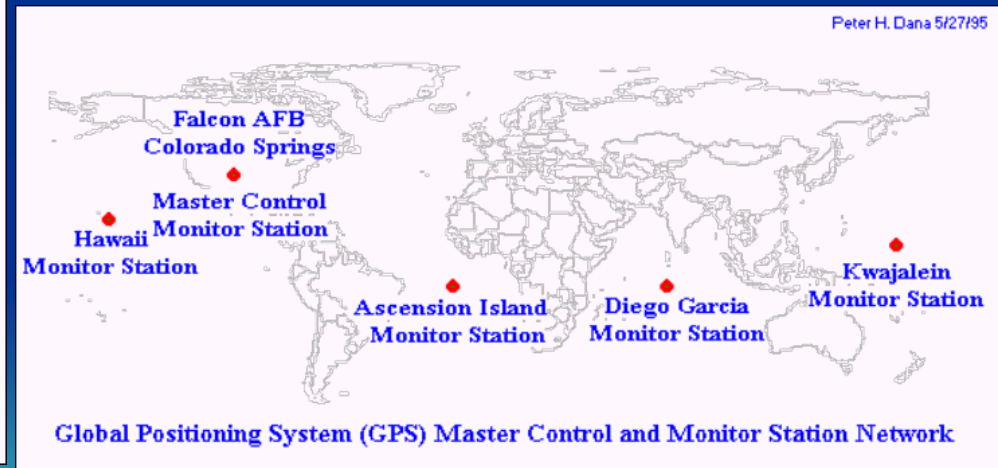 Peter H. Dana 5/27/95
Falcon AFB
Colorado Springs
Master Control
Monitor Station
Hawaii
Monitor Station
Ascension Island
Monitor Station
Diego Garcia
Monitor Station
Kwajalein
Monitor Station
Global Positioning System (GPS) Master Control and Monitor Station Network